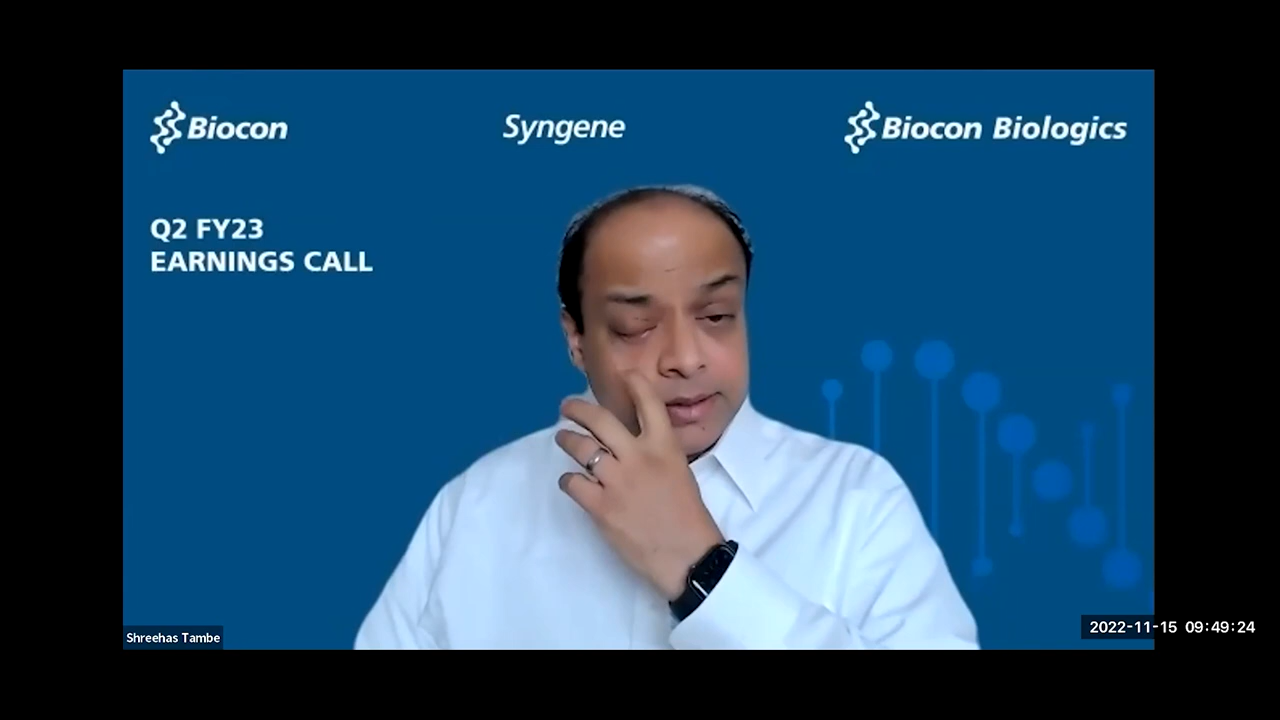 Biocon
Syngene
Biocon Biologics
Q2 FY23
EARNINGS CALL
Shreehas Tambe
2022-11-15 09:49:24